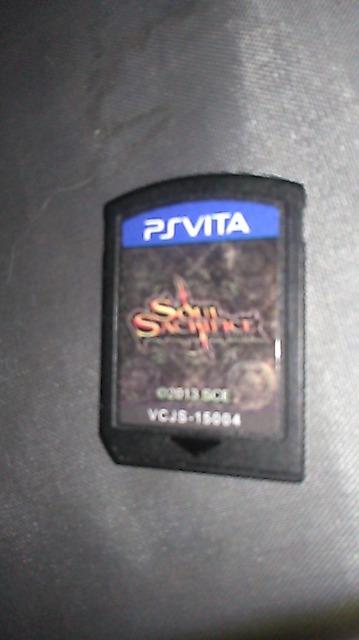 PSVITA
SOUL
SACRIFICE
©2013 SCE
VCJS-15004